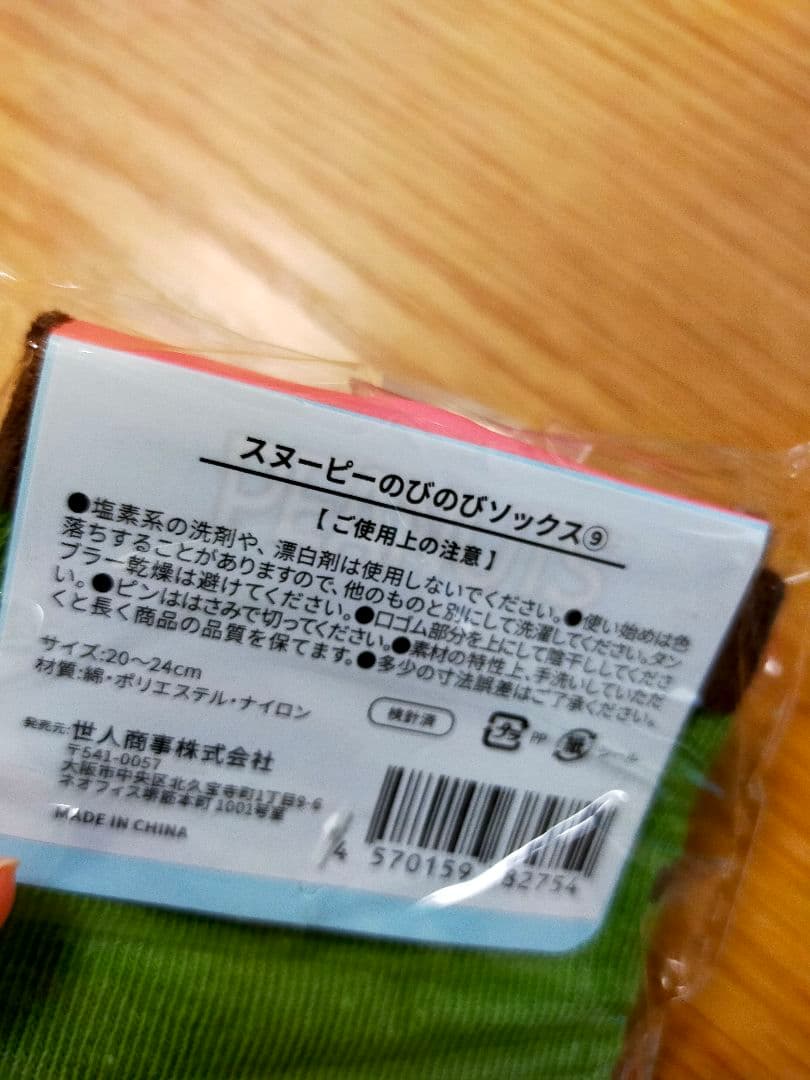 スヌーピーのびのびソックス⑨
【ご使用上の注意】
●塩素系の洗剤や、漂白剤は使用しないでください。●使い始めは色
落ちすることがありますので、他のものと別にして洗濯してください。タン
ブラー乾燥は避けてください。●口ゴム部分を上にして陰干ししてくださ
い。●ピンははさみで切ってください。●素材の特性上、手洗いしていただ
くと長く商品の品質を保てます。●多少の寸法誤差はご了承ください。
サイズ:20〜24cm
材質:綿・ポリエステル・ナイロン
検針済
プラ PP 紙 シール
発売元:世人商事株式会社
〒541-0057
大阪市中央区北久宝寺町1丁目9-6
ネオフィス堺筋本町 1001号室
MADE IN CHINA
4 570159 82754